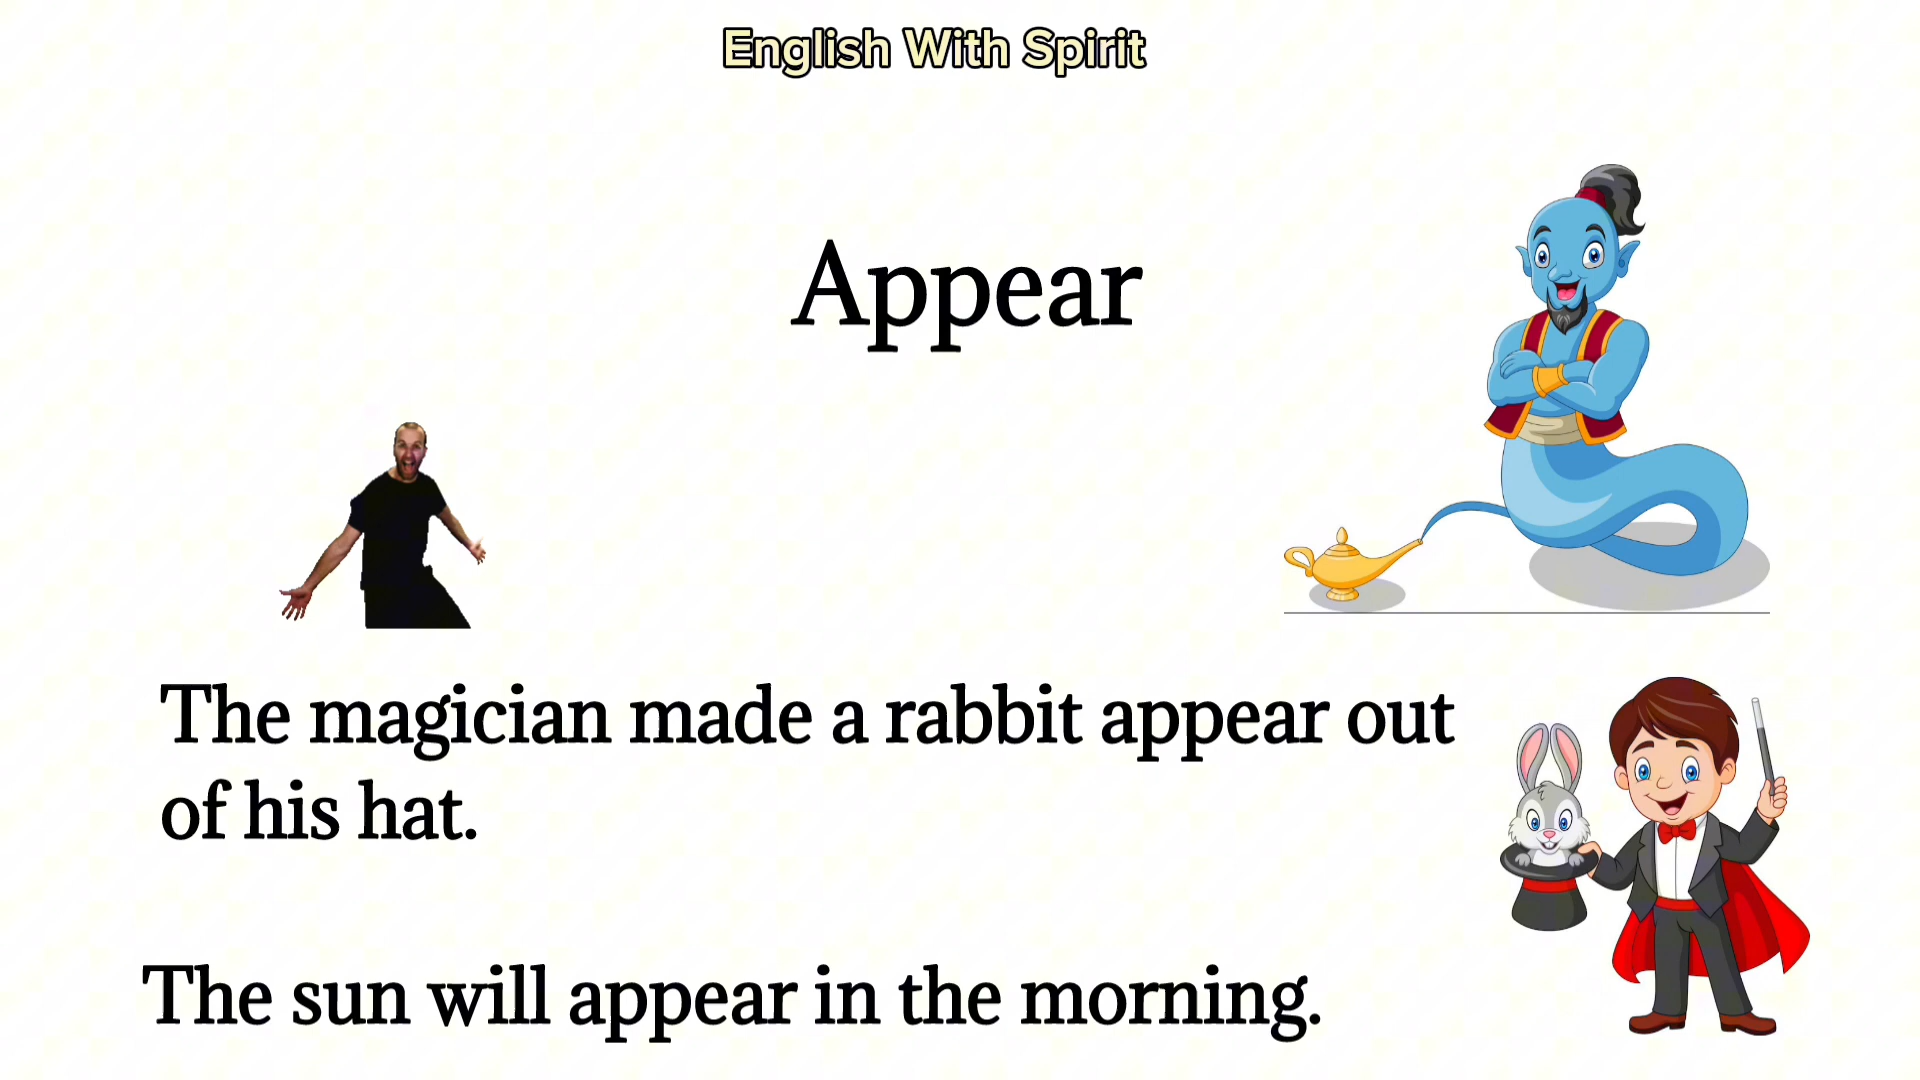 English With Spirit
Appear
The magician made a rabbit appear out
of his hat.
The sun will appear in the morning.